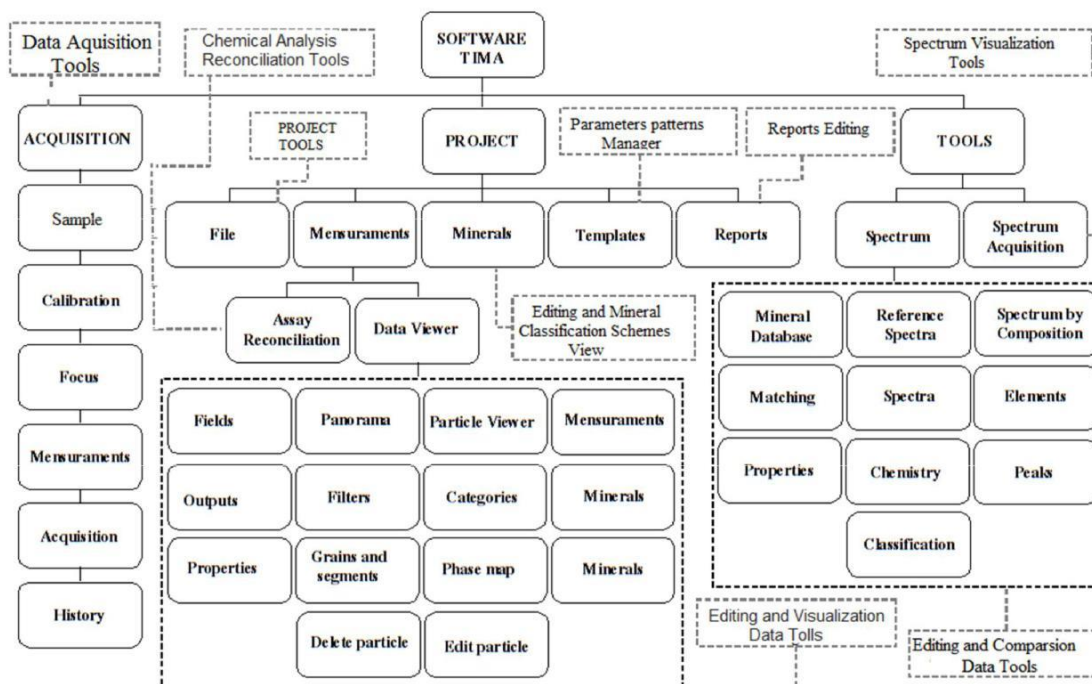 SOFTWARE
TIMA
Data Aquisition
Tools
Chemical Analysis
Reconciliation Tools
Spectrum Visualization
Tools
ACQUISITION
PROJECT
TOOLS
PROJECT
Parameters patterns
Manager
Reports Editing
TOOLS
Sample
File
Mensuraments
Minerals
Templates
Reports
Spectrum
Spectrum
Acquisition
Calibration
Assay
Reconciliation
Data Viewer
Editing and Mineral
Classification Schemes
View
Mineral
Database
Reference
Spectra
Spectrum by
Composition
Focus
Matching
Spectra
Elements
Fields
Panorama
Particle Viewer
Mensuraments
Mensuraments
Properties
Chemistry
Peaks
Outputs
Filters
Categories
Minerals
Acquisition
Classification
Properties
Grains and
segments
Phase map
Minerals
History
Delete particle
Edit particle
Editing and Visualization
Data Tolls
Editing and Comparsion
Data Tools